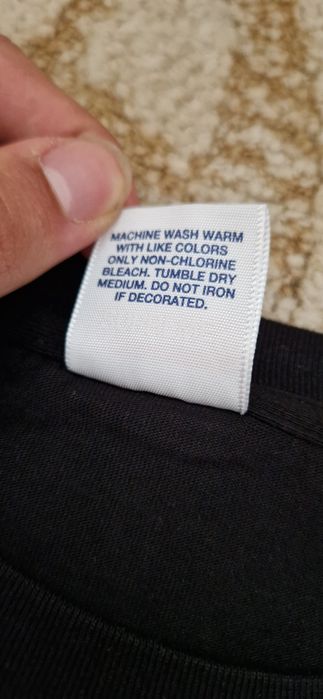 MACHINE WASH WARM
WITH LIKE COLORS
ONLY NON-CHLORINE
BLEACH. TUMBLE DRY
MEDIUM. DO NOT IRON
IF DECORATED.